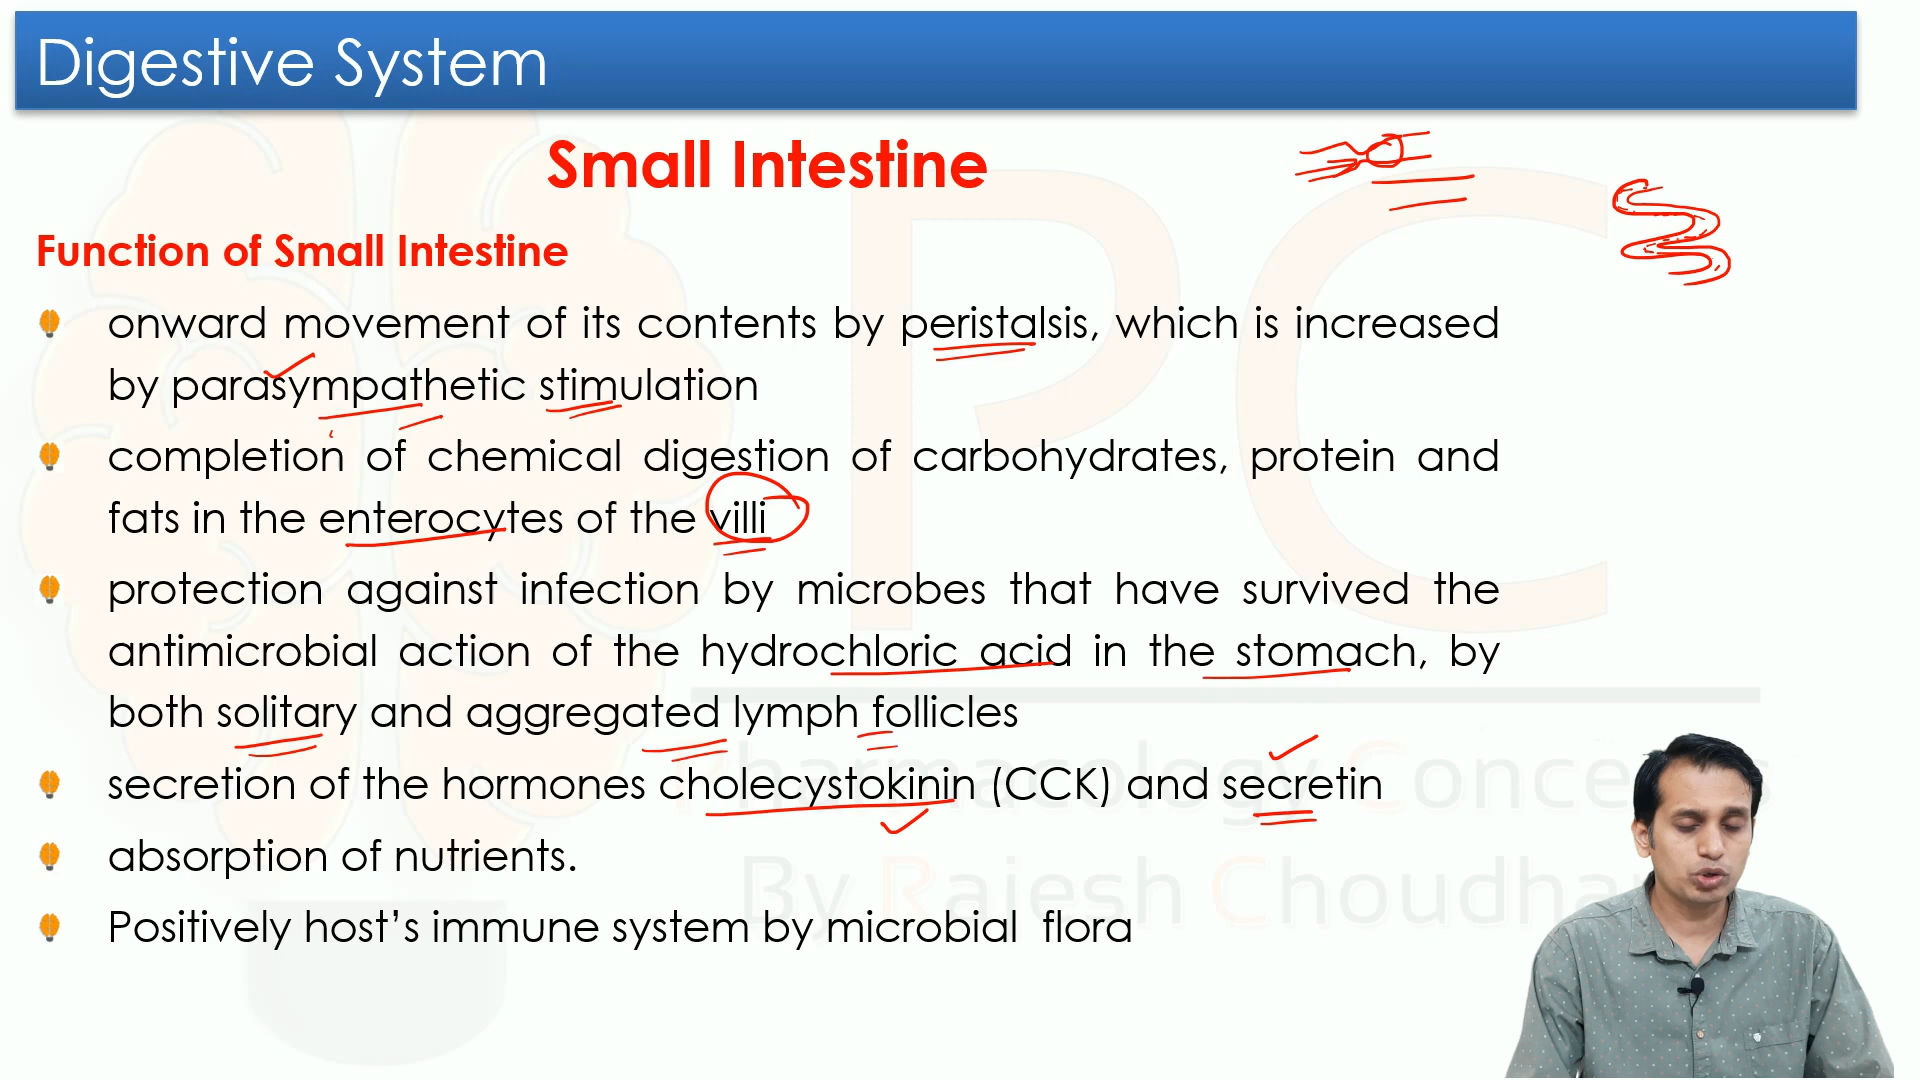 Digestive System
Small Intestine
Function of Small Intestine
onward movement of its contents by peristalsis, which is increased
by parasympathetic stimulation
completion of chemical digestion of carbohydrates, protein and
fats in the enterocytes of the villi
protection against infection by microbes that have survived the
antimicrobial action of the hydrochloric acid in the stomach, by
both solitary and aggregated lymph follicles
secretion of the hormones cholecystokinin (CCK) and secretin
absorption of nutrients.
Positively host's immune system by microbial flora
PC
By Rajesh